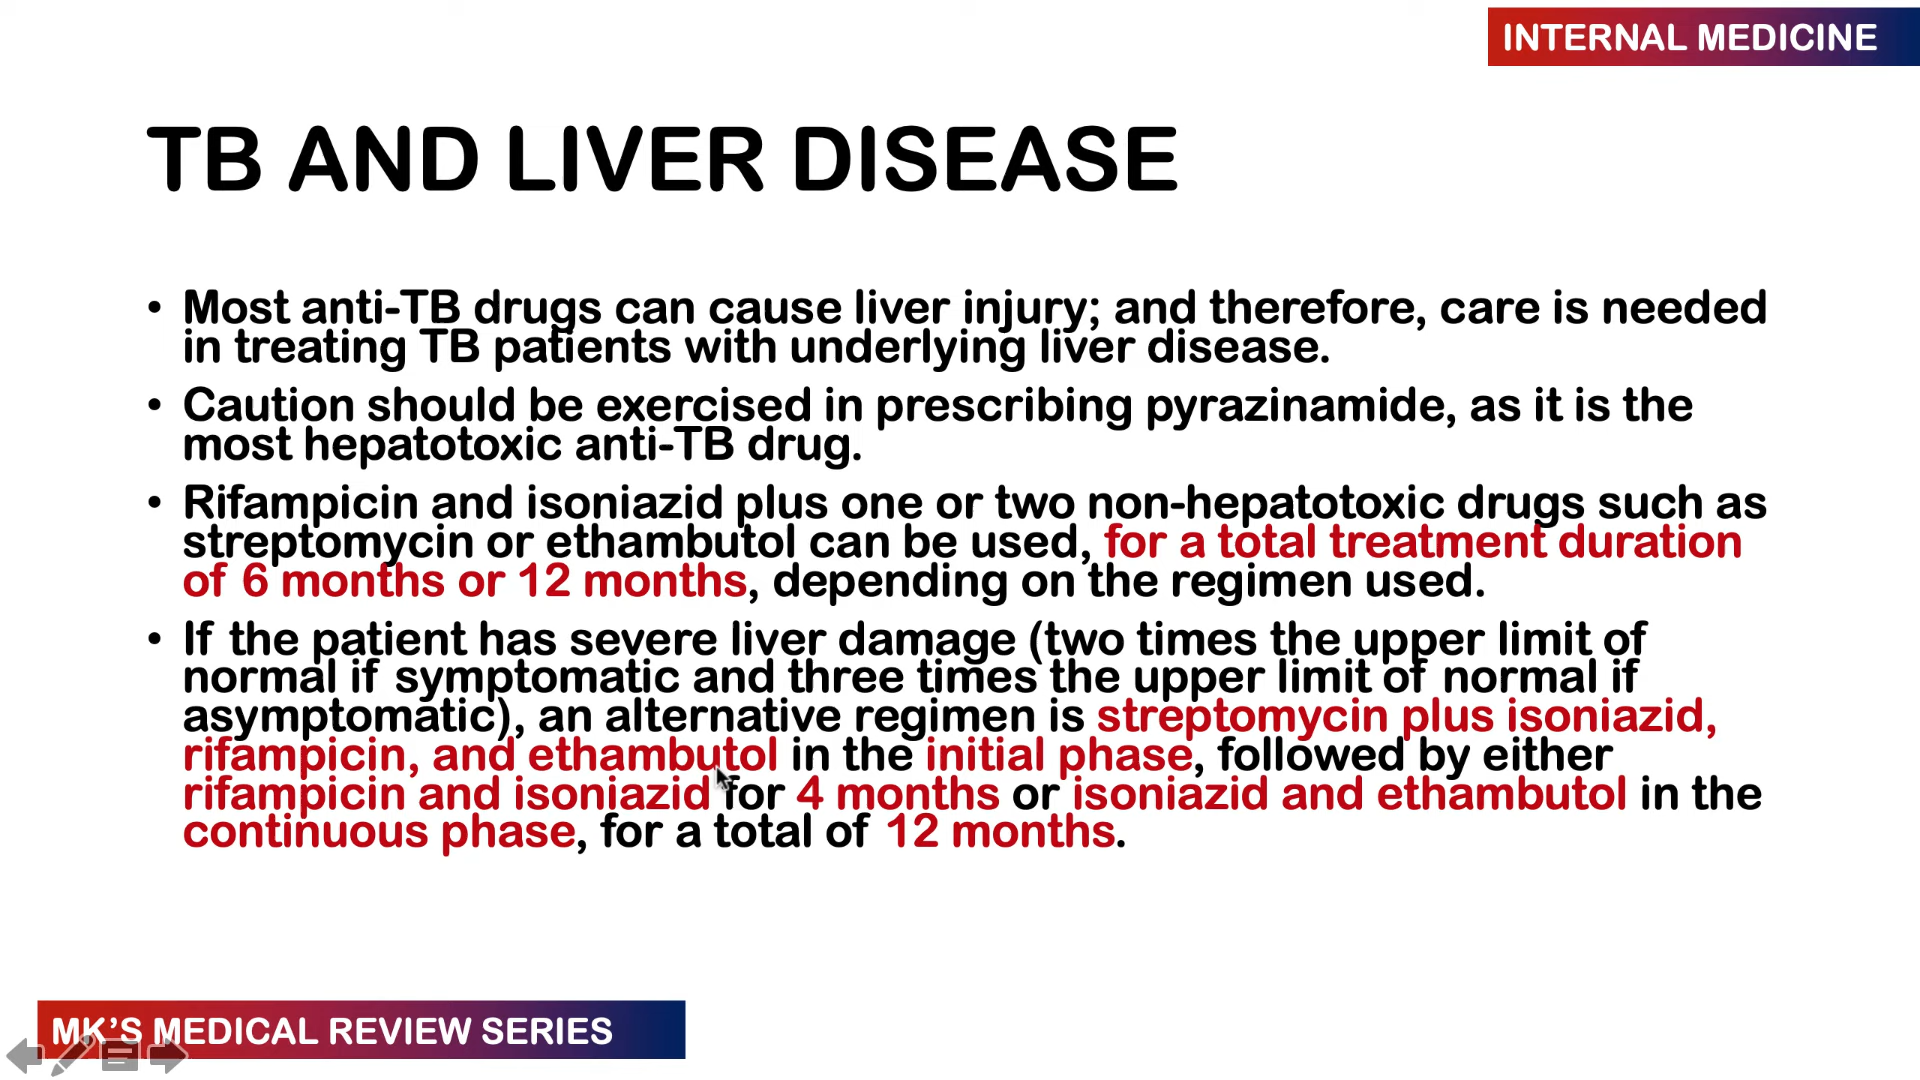 INTERNAL MEDICINE
TB AND LIVER DISEASE
• Most anti-TB drugs can cause liver injury; and therefore, care is needed
in treating TB patients with underlying liver disease.
• Caution should be exercised in prescribing pyrazinamide, as it is the
most hepatotoxic anti-TB drug.
• Rifampicin and isoniazid plus one or two non-hepatotoxic drugs such as
streptomycin or ethambutol can be used, for a total treatment duration
of 6 months or 12 months, depending on the regimen used.
• If the patient has severe liver damage (two times the upper limit of
normal if symptomatic and three times the upper limit of normal if
asymptomatic), an alternative regimen is streptomycin plus isoniazid,
rifampicin, and ethambutol in the initial phase, followed by either
rifampicin and isoniazid for 4 months or isoniazid and ethambutol in the
continuous phase, for a total of 12 months.
MK'S MEDICAL REVIEW SERIES